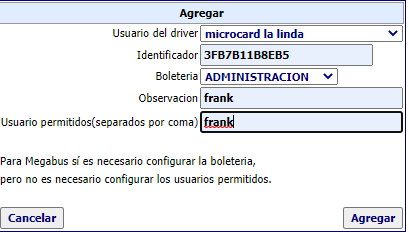 Agregar
Usuario del driver microcard la linda
Identificador 3FB7B11B8EB5
Boleteria ADMINISTRACION
Observacion frank
Usuario permitidos(separados por coma) frank
Para Megabus sí es necesario configurar la boleteria,
pero no es necesario configurar los usuarios permitidos.
Cancelar Agregar